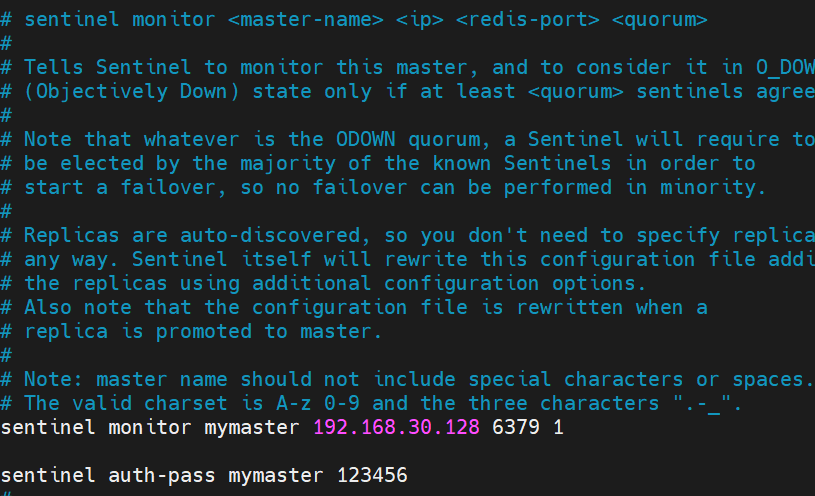 # sentinel monitor <master-name> <ip> <redis-port> <quorum>
#
# Tells Sentinel to monitor this master, and to consider it in O_DOW
# (Objectively Down) state only if at least <quorum> sentinels agree
#
# Note that whatever is the ODOWN quorum, a Sentinel will require to
# be elected by the majority of the known Sentinels in order to
# start a failover, so no failover can be performed in minority.
#
# Replicas are auto-discovered, so you don't need to specify replica
# any way. Sentinel itself will rewrite this configuration file addi
# the replicas using additional configuration options.
# Also note that the configuration file is rewritten when a
# replica is promoted to master.
#
# Note: master name should not include special characters or spaces.
# The valid charset is A-z 0-9 and the three characters ".-_".
sentinel monitor mymaster 192.168.30.128 6379 1
sentinel auth-pass mymaster 123456
#